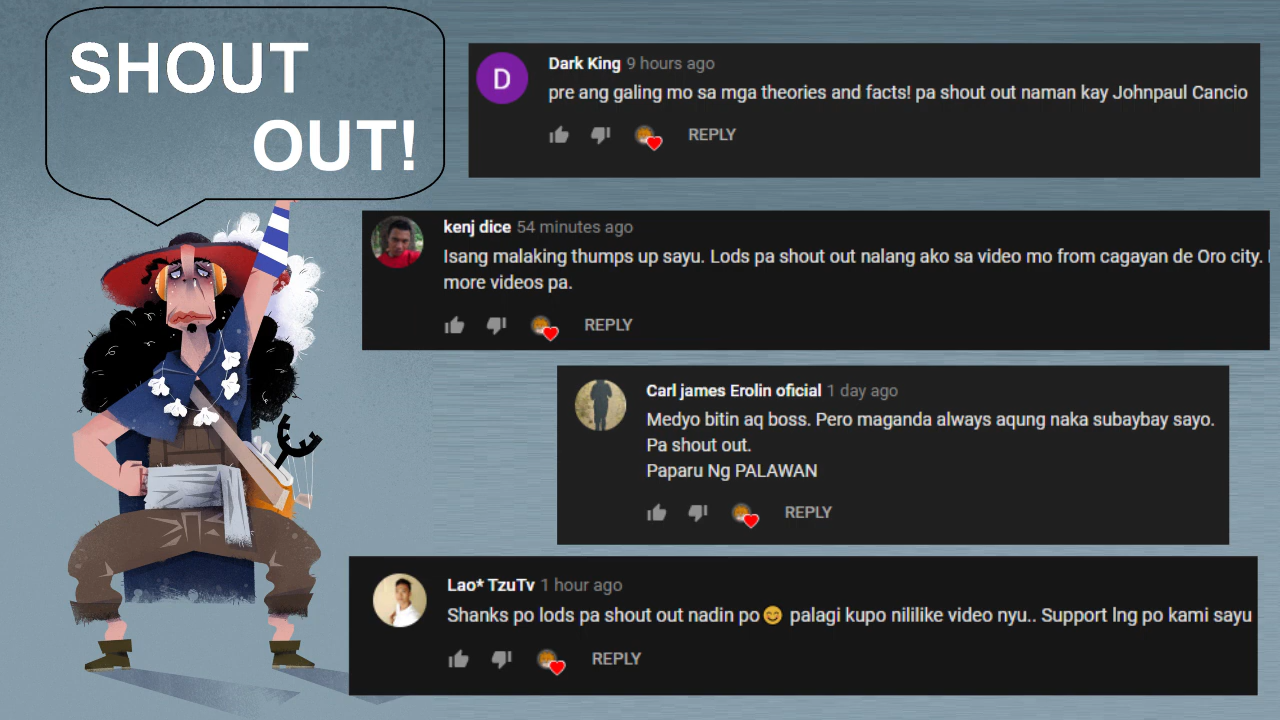 SHOUT
OUT!
D
Dark King 9 hours ago
pre ang galing mo sa mga theories and facts! pa shout out naman kay Johnpaul Cancio
REPLY
kenj dice 54 minutes ago
Isang malaking thumps up sayu. Lods pa shout out nalang ako sa video mo from cagayan de Oro city.
more videos pa.
REPLY
Carl james Erolin oficial 1 day ago
Medyo bitin aq boss. Pero maganda always aqung naka subaybay sayo.
Pa shout out.
Paparu Ng PALAWAN
REPLY
Lao* TzuTv 1 hour ago
Shanks po lods pa shout out nadin po 😊 palagi kupo nililike video nyu.. Support lng po kami sayu
REPLY